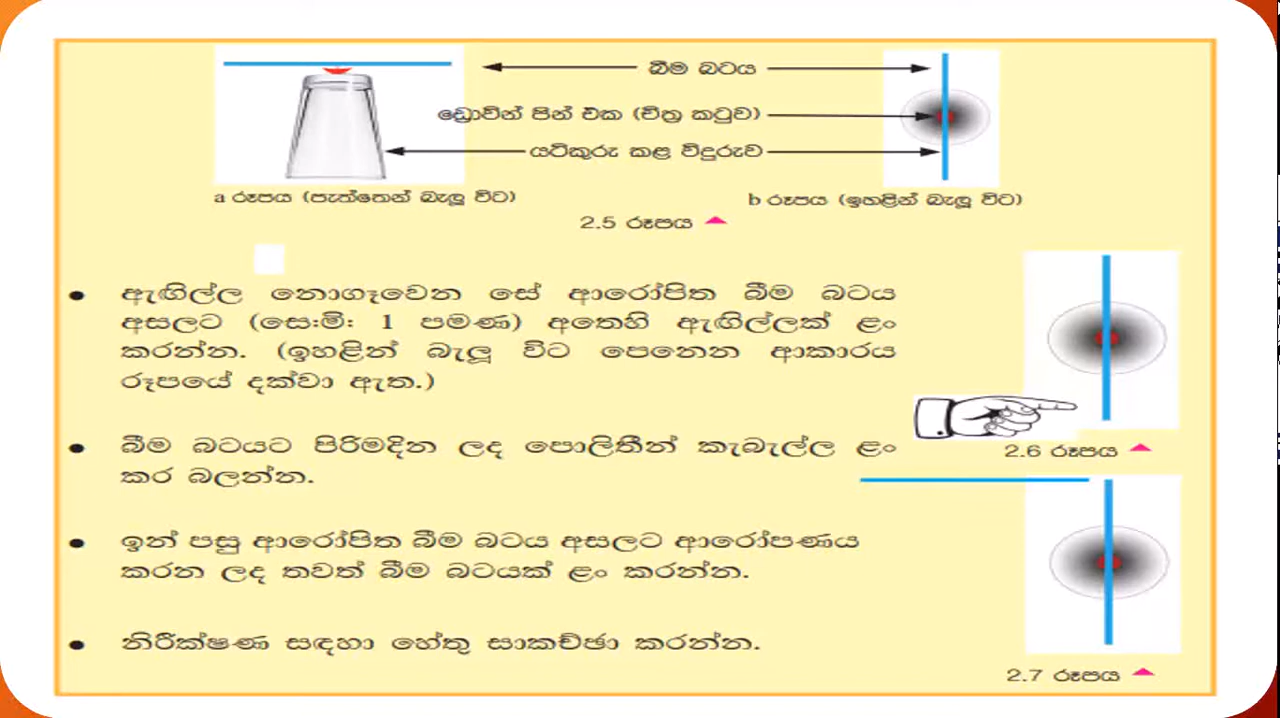 බීම බටය
ඩ්‍රොවින් පින් එක (චිත්‍ර කටුව)
යටිකුරු කළ විදුරුව
a රූපය (පැත්තෙන් බැලූ විට)
b රූපය (ඉහළින් බැලූ විට)
2.5 රූපය
• ඇඟිල්ල නොගෑවෙන සේ ආරෝපිත බීම බටය
අසලට (සෙ:මි: 1 පමණ) අතෙහි ඇඟිල්ලක් ළං
කරන්න. (ඉහළින් බැලූ විට පෙනෙන ආකාරය
රූපයේ දක්වා ඇත.)
2.6 රූපය
• බීම බටයට පිරිමදින ලද පොලිතීන් කැබැල්ල ළං
කර බලන්න.
• ඉන් පසු ආරෝපිත බීම බටය අසලට ආරෝපණය
කරන ලද තවත් බීම බටයක් ළං කරන්න.
• නිරීක්ෂණ සඳහා හේතු සාකච්ඡා කරන්න.
2.7 රූපය